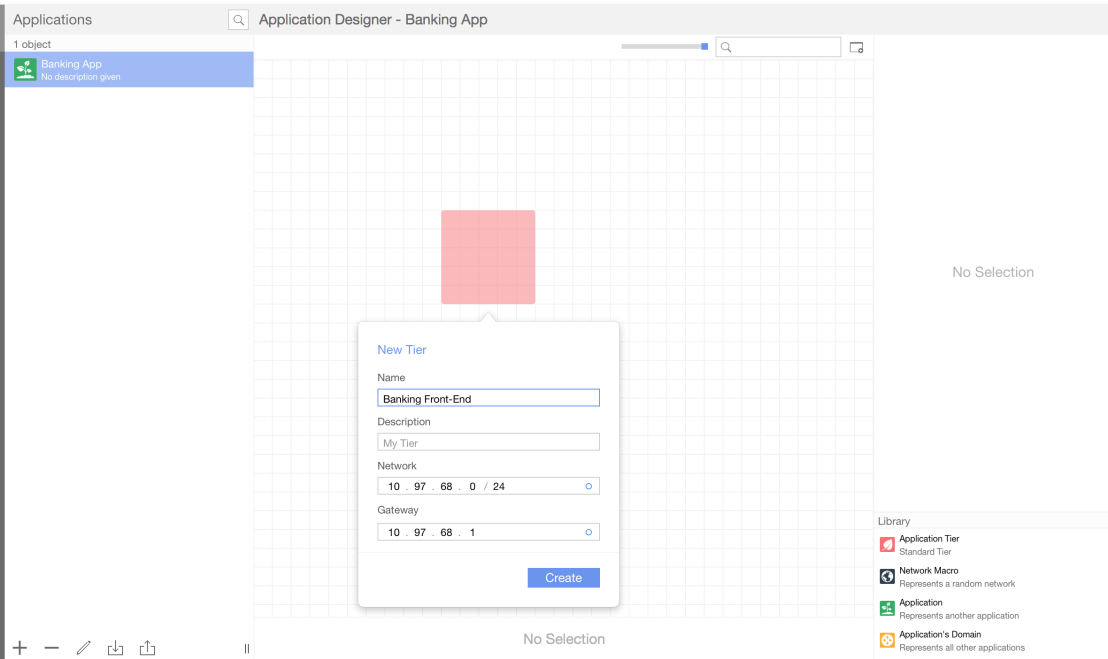 Applications
Application Designer - Banking App
1 object
Banking App
No description given
No Selection
New Tier
Name
Banking Front-End
Description
My Tier
Network
10 . 97 . 68 . 0 / 24
Gateway
10 . 97 . 68 . 1
Create
Library
Application Tier
Standard Tier
Network Macro
Represents a random network
Application
Represents another application
Application's Domain
Represents all other applications
No Selection